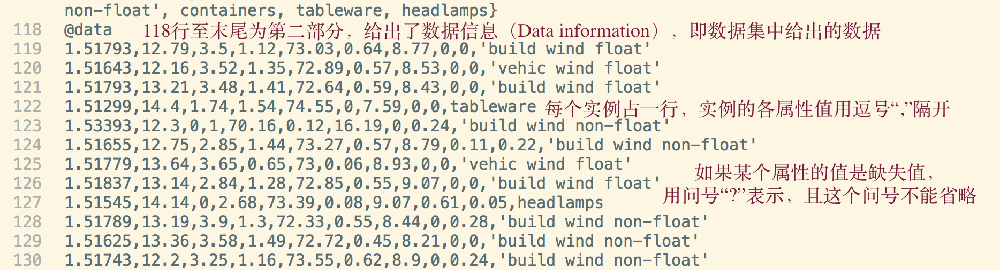 non-float', containers, tableware, headlamps}
118 @data 118行至末尾为第二部分，给出了数据信息（Data information），即数据集中给出的数据
119 1.51793,12.79,3.5,1.12,73.03,0.64,8.77,0,0,'build wind float'
120 1.51643,12.16,3.52,1.35,72.89,0.57,8.53,0,0,'vehic wind float'
121 1.51793,13.21,3.48,1.41,72.64,0.59,8.43,0,0,'build wind float'
122 1.51299,14.4,1.74,1.54,74.55,0,7.59,0,0,tableware 每个实例占一行，实例的各属性值用逗号“,”隔开
123 1.53393,12.3,0,1,70.16,0.12,16.19,0,0.24,'build wind non-float'
124 1.51655,12.75,2.85,1.44,73.27,0.57,8.79,0.11,0.22,'build wind non-float'
125 1.51779,13.64,3.65,0.65,73,0.06,8.93,0,0,'vehic wind float'
如果某个属性的值是缺失值，
126 1.51837,13.14,2.84,1.28,72.85,0.55,9.07,0,0,'build wind float'
用问号“?”表示，且这个问号不能省略
127 1.51545,14.14,0,2.68,73.39,0.08,9.07,0.61,0.05,headlamps
128 1.51789,13.19,3.9,1.3,72.33,0.55,8.44,0,0.28,'build wind non-float'
129 1.51625,13.36,3.58,1.49,72.72,0.45,8.21,0,0,'build wind non-float'
130 1.51743,12.2,3.25,1.16,73.55,0.62,8.9,0,0.24,'build wind non-float'